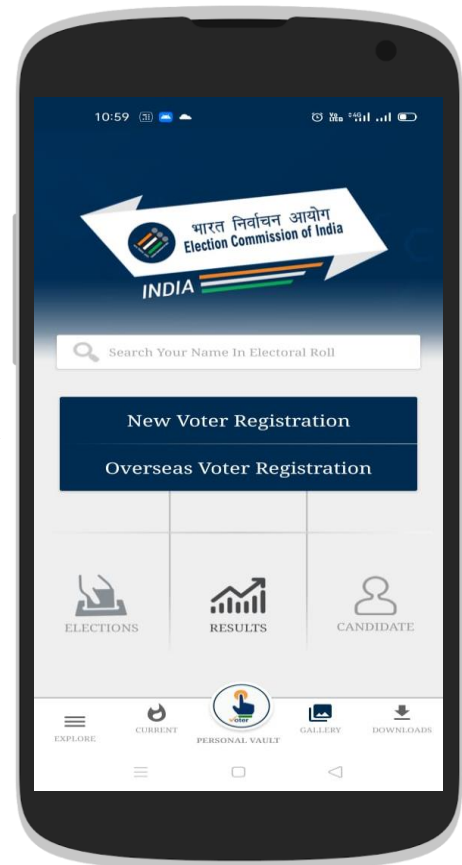 10:59
भारत निर्वाचन आयोग
Election Commission of India
INDIA
Search Your Name In Electoral Roll
New Voter Registration
Overseas Voter Registration
ELECTIONS
RESULTS
CANDIDATE
Voter
EXPLORE
CURRENT
PERSONAL VAULT
GALLERY
DOWNLOADS